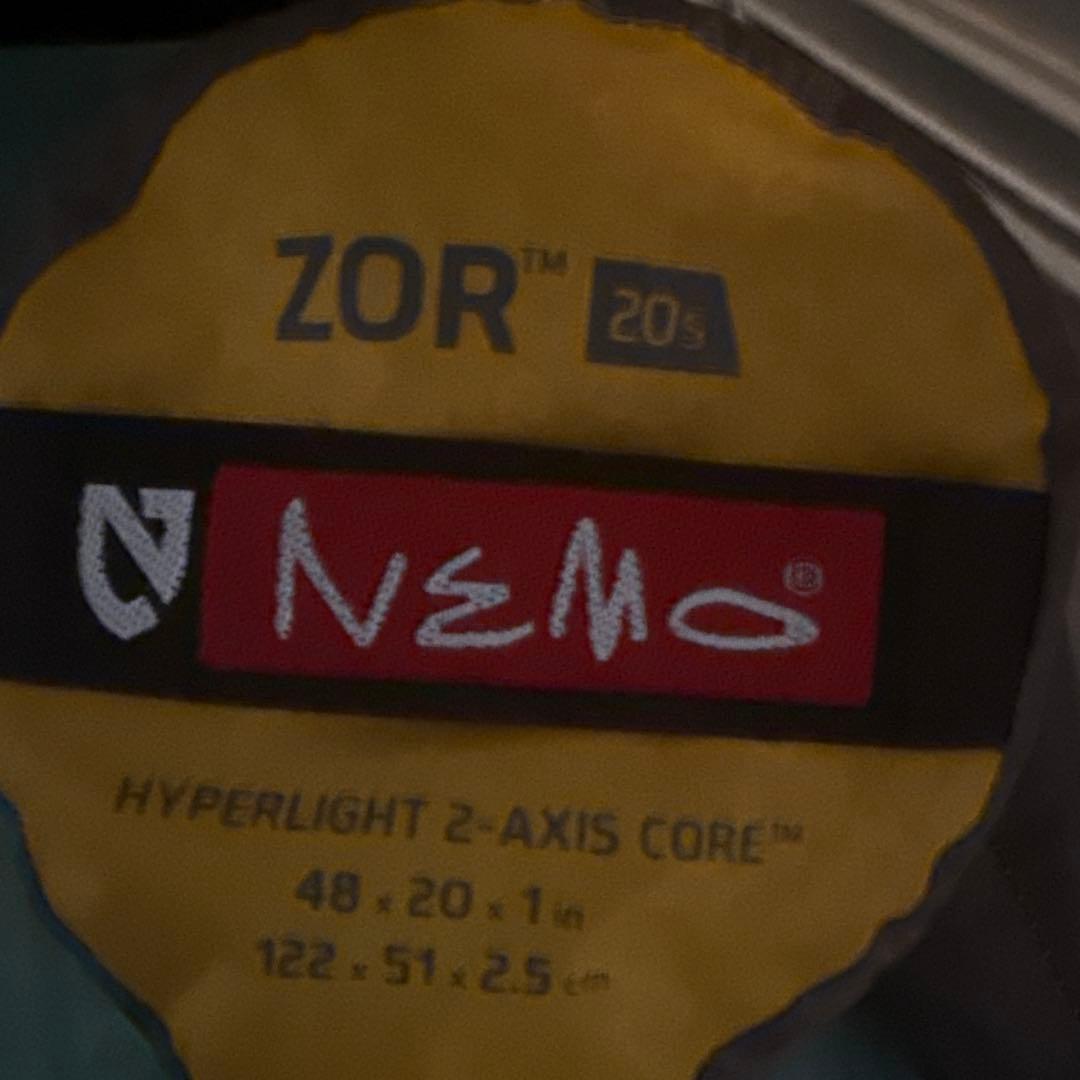 ZOR™ 20S
N NEMO®
HYPERLIGHT 2-AXIS CORE™
48 x 20 x 1 in
122 x 51 x 2.5 cm